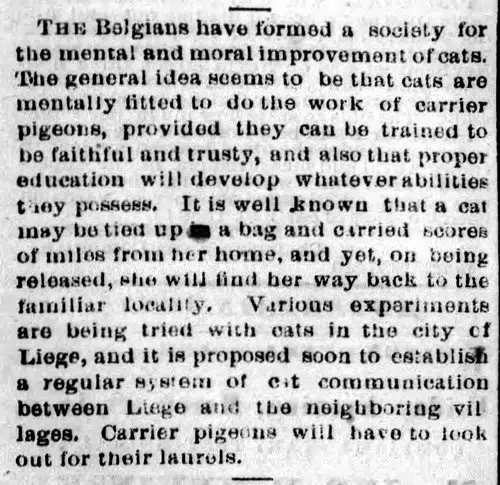 THE Belgians have formed a society for
the mental and moral improvement of cats.
The general idea seems to be that cats are
mentally fitted to do the work of carrier
pigeons, provided they can be trained to
be faithful and trusty, and also that proper
education will develop whatever abilities
they possess. It is well known that a cat
may be tied up in a bag and carried scores
of miles from her home, and yet, on being
released, she will find her way back to the
familiar locality. Various experiments
are being tried with cats in the city of
Liege, and it is proposed soon to establish
a regular system of cat communication
between Liege and the neighboring vil
lages. Carrier pigeons will have to look
out for their laurels.